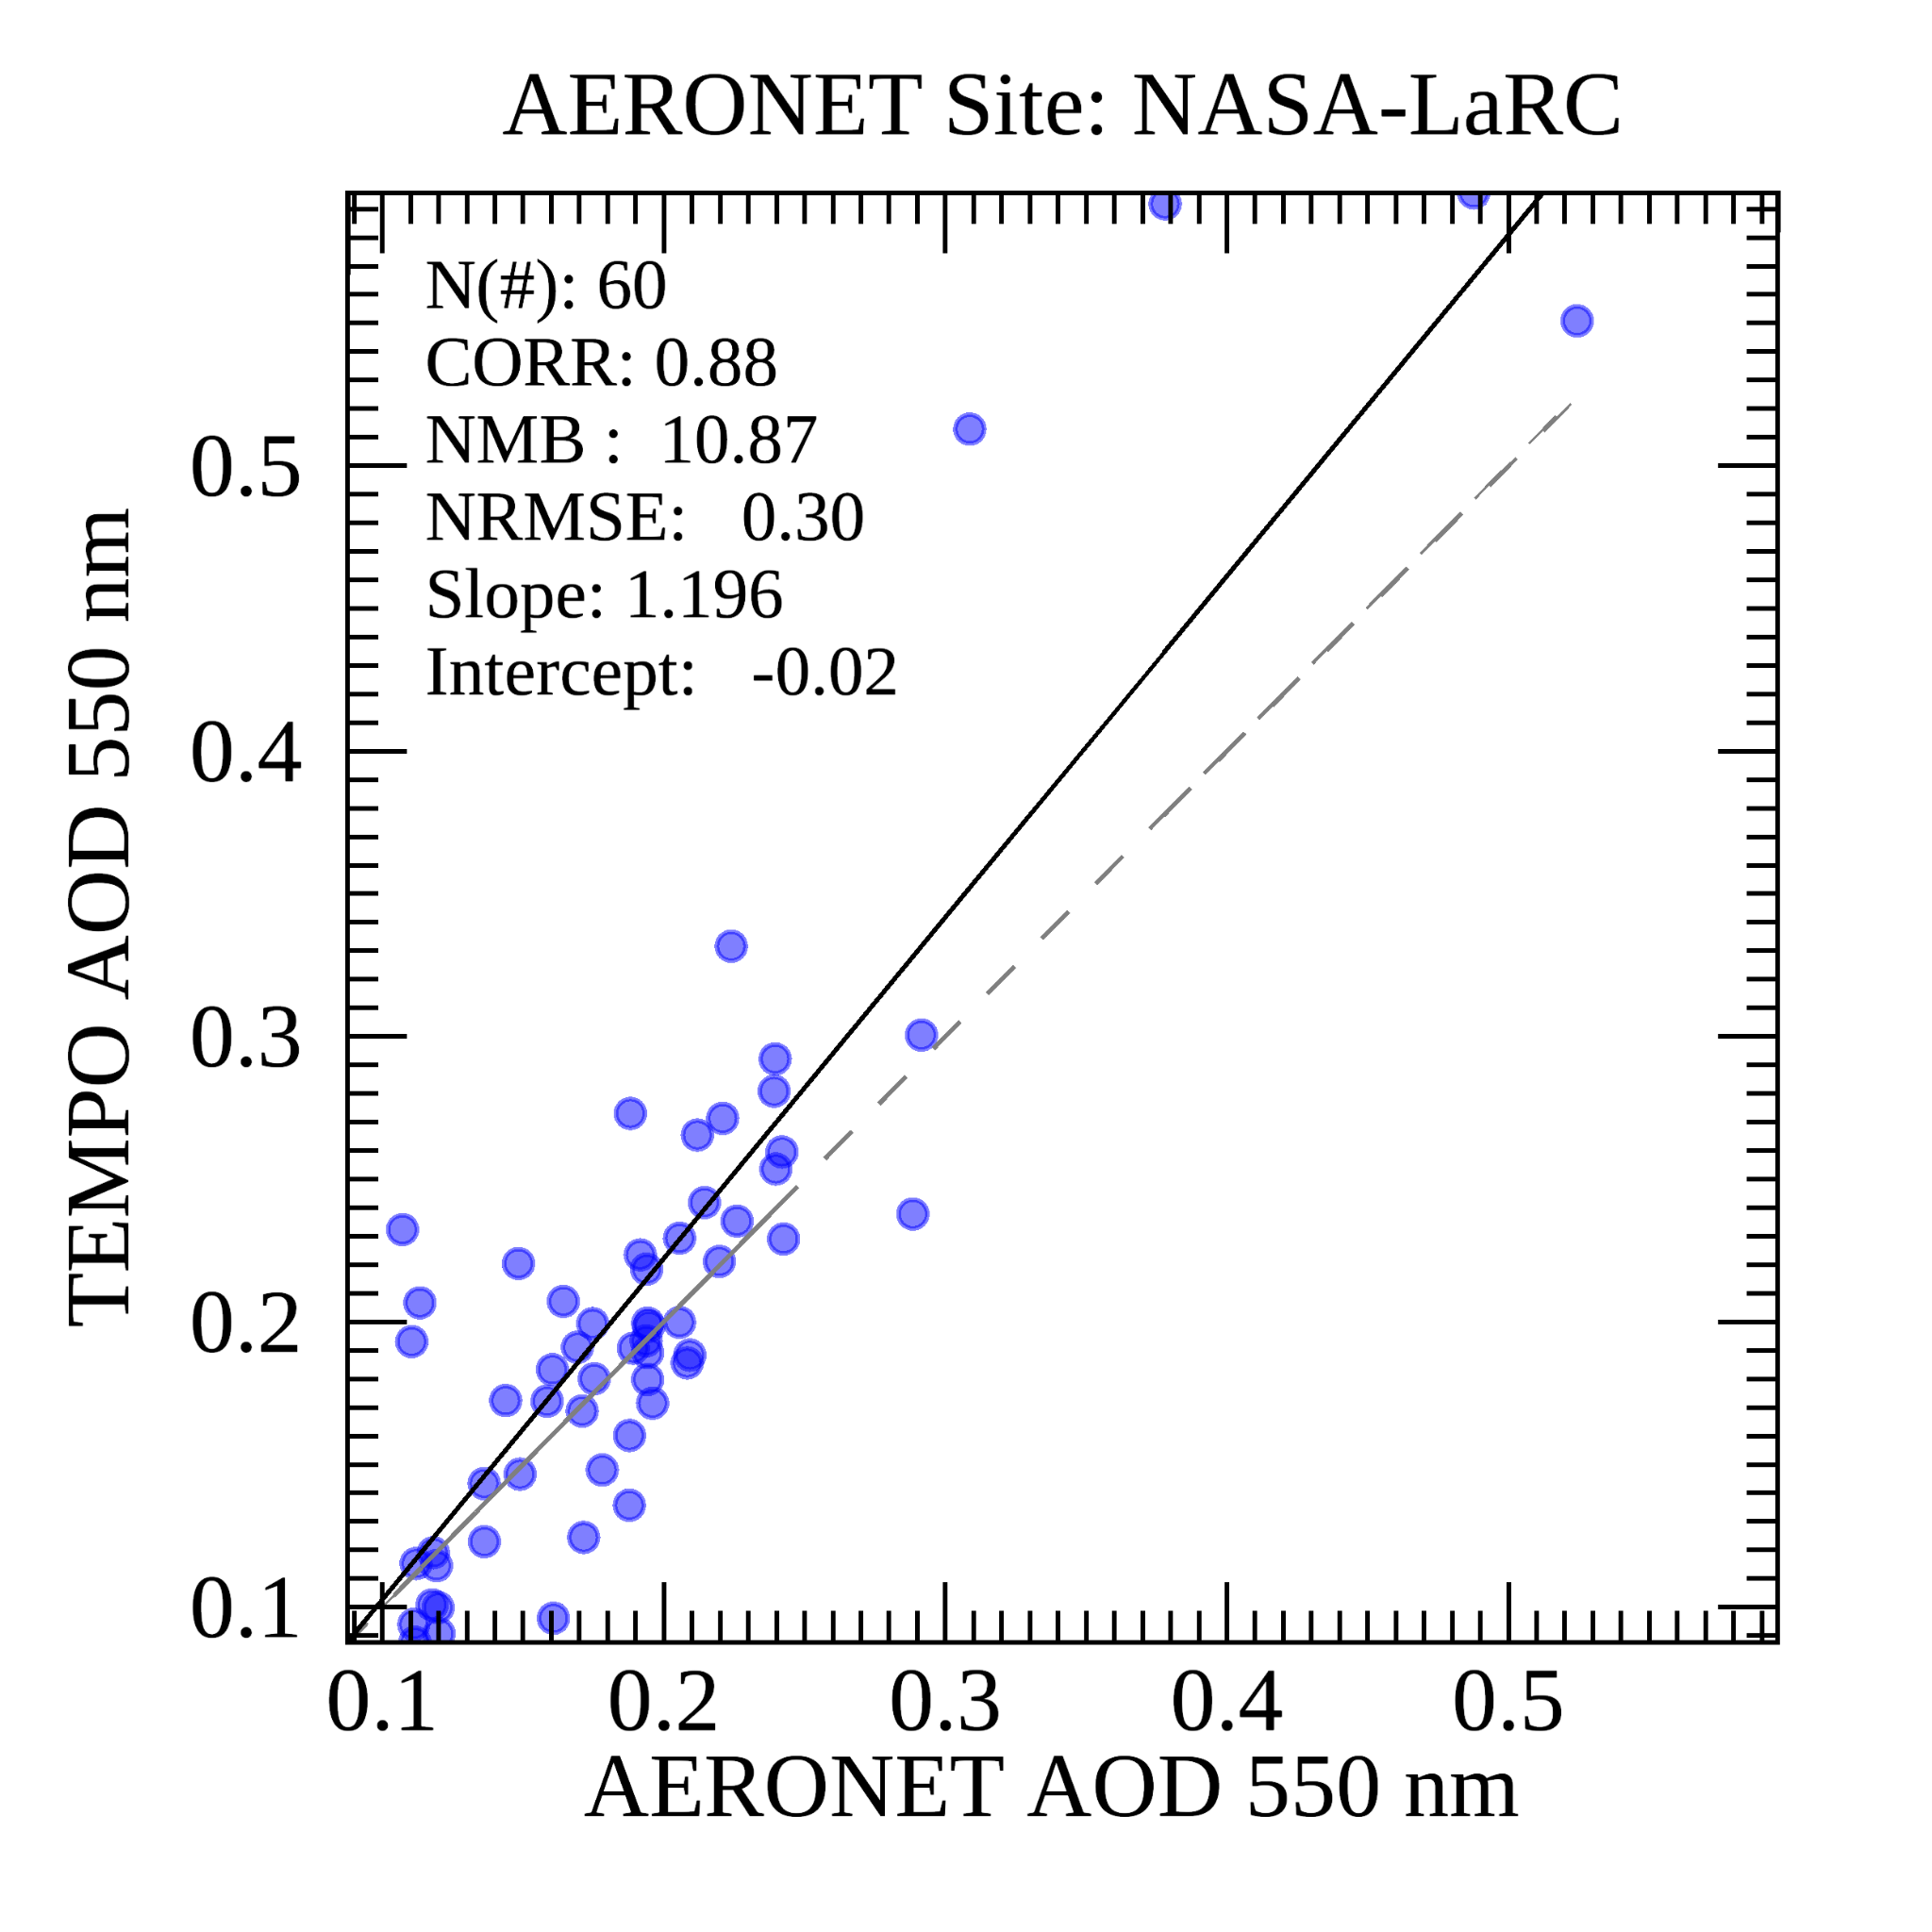 AERONET Site: NASA-LaRC
N(#): 60
CORR: 0.88
NMB : 10.87
NRMSE: 0.30
Slope: 1.196
Intercept: -0.02
TEMPO AOD 550 nm
0.5
0.4
0.3
0.2
0.1
0.1 0.2 0.3 0.4 0.5
AERONET AOD 550 nm